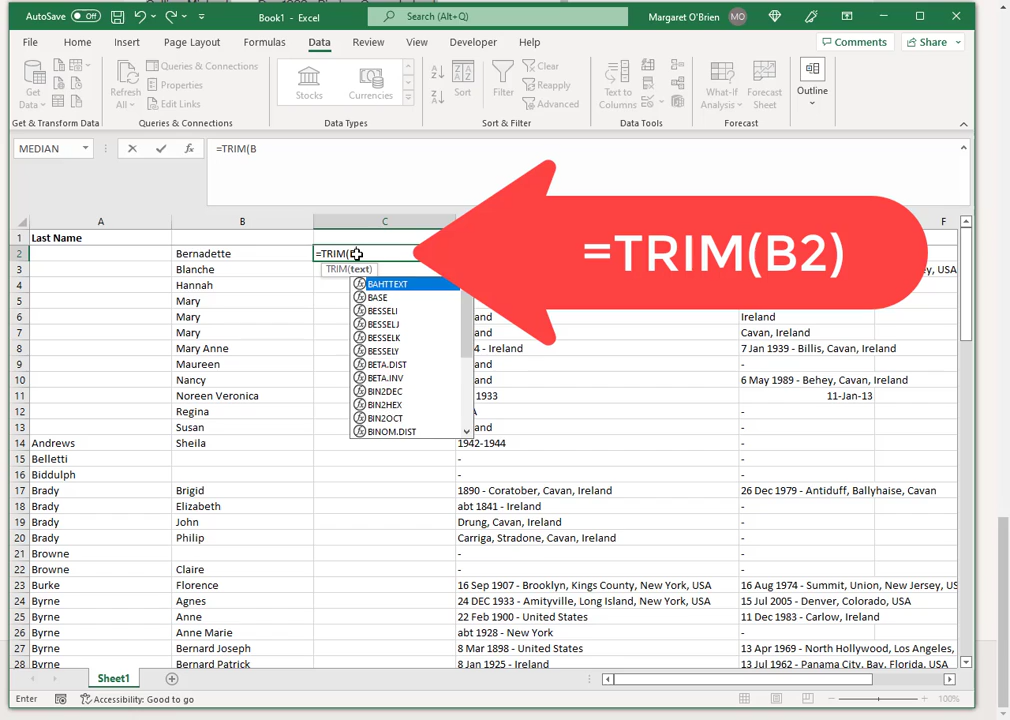 AutoSave Off Book1 - Excel Search (Alt+Q) Margaret O'Brien MO
File Home Insert Page Layout Formulas Data Review View Developer Help Comments Share
Get Data
Refresh All
Queries & Connections
Properties
Edit Links
Stocks
Currencies
Sort
Filter
Clear
Reapply
Advanced
Text to Columns
What-If Analysis
Forecast Sheet
Outline
Get & Transform Data Queries & Connections Data Types Sort & Filter Data Tools Forecast
MEDIAN fx =TRIM(B
A B C F
1 Last Name
2 Bernadette =TRIM(B
=TRIM(B2)
TRIM(text)
BAHTTEXT
BASE
BESSELI
BESSELJ
BESSELK
BESSELY
BETA.DIST
BETA.INV
BIN2DEC
BIN2HEX
BIN2OCT
BINOM.DIST
3 Blanche ey, USA
4 Hannah
5 Mary
6 Mary Ireland
7 Mary Cavan, Ireland
8 Mary Anne 4 - Ireland 7 Jan 1939 - Billis, Cavan, Ireland
9 Maureen and -
10 Nancy 6 May 1989 - Behey, Cavan, Ireland
11 Noreen Veronica 1933 11-Jan-13
12 Regina A -
13 Susan and -
14 Andrews Sheila 1942-1944 -
15 Belletti - -
16 Biddulph - -
17 Brady Brigid 1890 - Coratober, Cavan, Ireland 26 Dec 1979 - Antiduff, Ballyhaise, Cavan
18 Brady Elizabeth abt 1841 - Ireland -
19 Brady John Drung, Cavan, Ireland -
20 Brady Philip Carriga, Stradone, Cavan, Ireland -
21 Browne - -
22 Browne Claire - -
23 Burke Florence 16 Sep 1907 - Brooklyn, Kings County, New York, USA 16 Aug 1974 - Summit, Union, New Jersey, US
24 Byrne Agnes 24 DEC 1933 - Amityville, Long Island, New York, USA 15 Jul 2005 - Denver, Colorado, USA
25 Byrne Anne 22 Feb 1900 - United States 11 Dec 1983 - Carlow, Ireland
26 Byrne Anne Marie abt 1928 - New York -
27 Byrne Bernard Joseph 8 Mar 1898 - United States 13 Apr 1969 - North Hollywood, Los Angeles,
28 Byrne Bernard Patrick 8 Jan 1925 - Ireland 13 Jul 1962 - Panama City, Bay, Florida, USA
Sheet1
Enter Accessibility: Good to go 100%